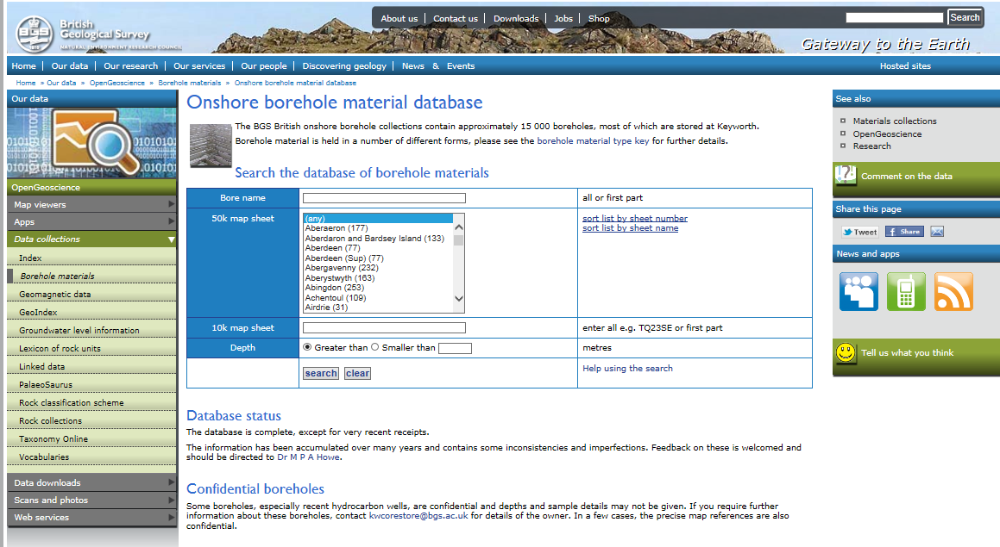 About us | Contact us | Downloads | Jobs | Shop
Search
British
Geological Survey
NATURAL ENVIRONMENT RESEARCH COUNCIL
BGS
Gateway to the Earth
Home | Our data | Our research | Our services | Our people | Discovering geology | News & Events
Hosted sites
Home » Our data » OpenGeoscience » Borehole materials » Onshore borehole material database
Our data
OpenGeoscience
Map viewers
Apps
Data collections
Index
Borehole materials
Geomagnetic data
GeoIndex
Groundwater level information
Lexicon of rock units
Linked data
PalaeoSaurus
Rock classification scheme
Rock collections
Taxonomy Online
Vocabularies
Data downloads
Scans and photos
Web services
Onshore borehole material database
The BGS British onshore borehole collections contain approximately 15 000 boreholes, most of which are stored at Keyworth.
Borehole material is held in a number of different forms, please see the borehole material type key for further details.
Search the database of borehole materials
Bore name
all or first part
50k map sheet
(any)
Aberaeron (177)
Aberdaron and Bardsey Island (133)
Aberdeen (77)
Aberdeen (Sup) (77)
Abergavenny (232)
Aberystwyth (163)
Abingdon (253)
Achentoul (109)
Airdrie (31)
sort list by sheet number
sort list by sheet name
10k map sheet
enter all e.g. TQ23SE or first part
Depth
Greater than
Smaller than
metres
search
clear
Help using the search
Database status
The database is complete, except for very recent receipts.
The information has been accumulated over many years and contains some inconsistencies and imperfections. Feedback on these is welcomed and
should be directed to Dr M P A Howe.
Confidential boreholes
Some boreholes, especially recent hydrocarbon wells, are confidential and depths and sample details may not be given. If you require further
information about these boreholes, contact kwcorestore@bgs.ac.uk for details of the owner. In a few cases, the precise map references are also
confidential.
See also
Materials collections
OpenGeoscience
Research
Comment on the data
Share this page
Tweet
f Share
News and apps
Tell us what you think